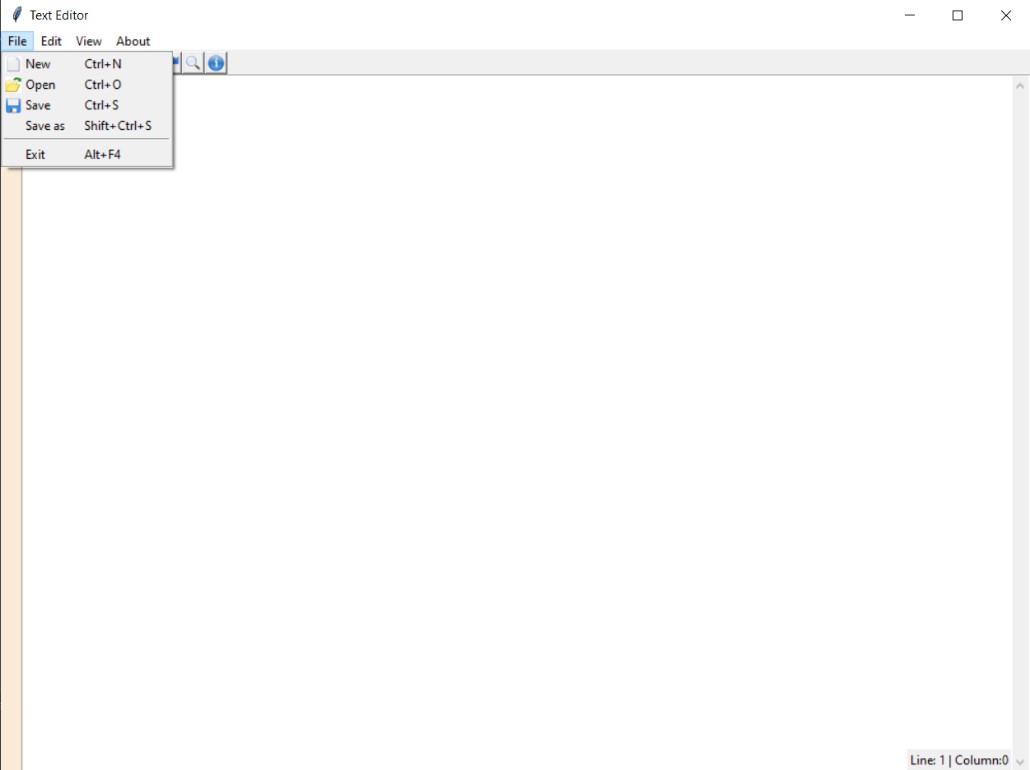 Text Editor
File Edit View About
New Ctrl+N
Open Ctrl+O
Save Ctrl+S
Save as Shift+Ctrl+S
Exit Alt+F4
Line: 1 | Column:0